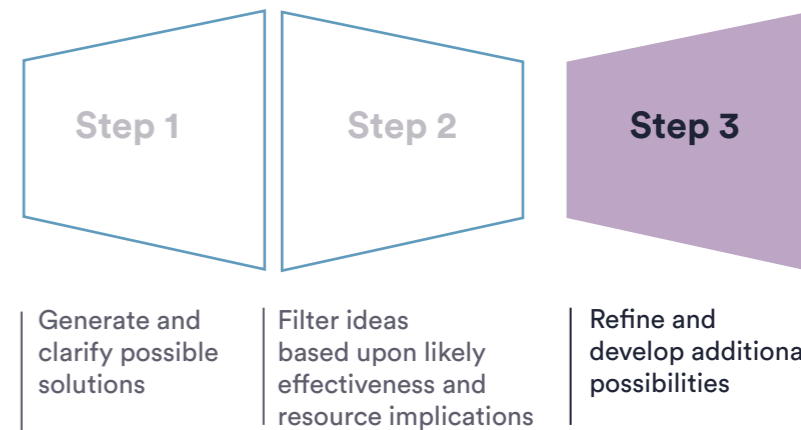 Step 1
Step 2
Step 3
Generate and
clarify possible
solutions
Filter ideas
based upon likely
effectiveness and
resource implications
Refine and
develop additiona
possibilities